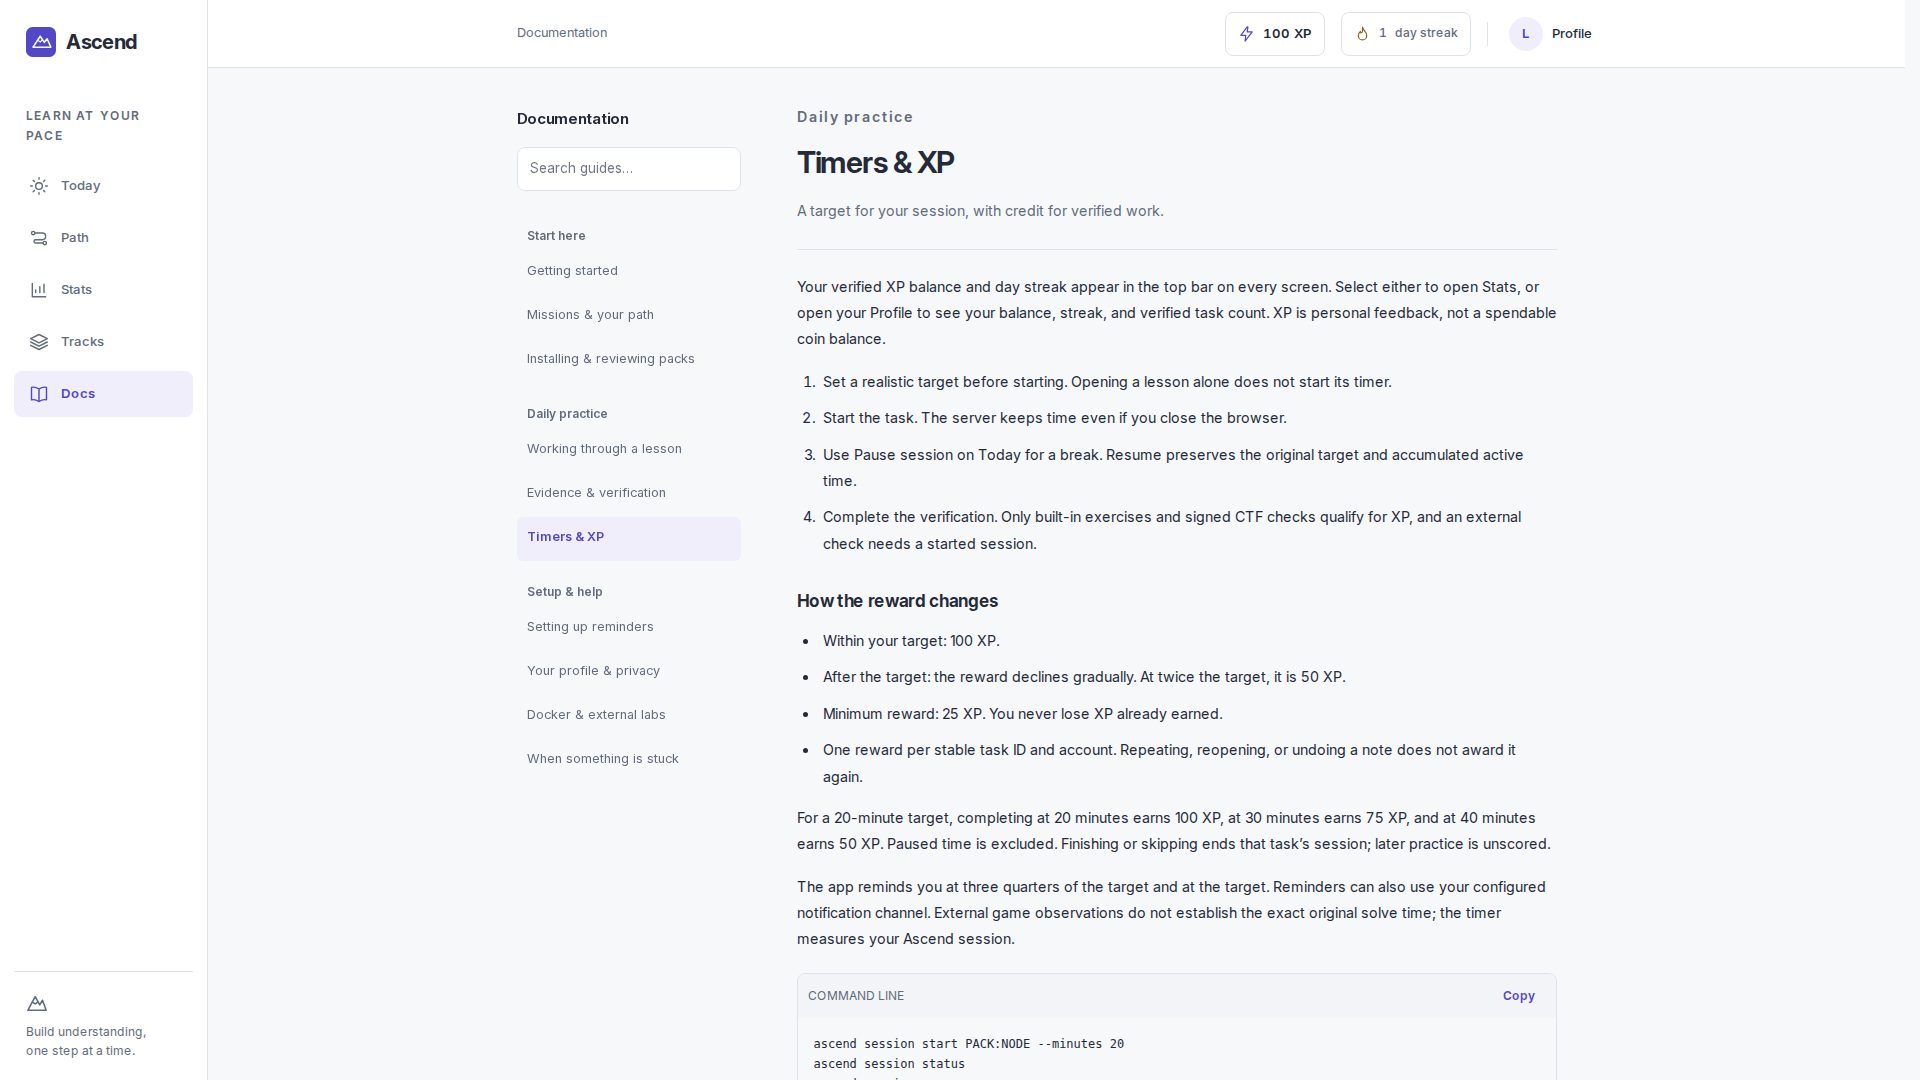 Ascend
LEARN AT YOUR
PACE
Today
Path
Stats
Tracks
Docs
Build understanding,
one step at a time.
Documentation
100 XP
1 day streak
L
Profile
Documentation
Search guides…
Start here
Getting started
Missions & your path
Installing & reviewing packs
Daily practice
Working through a lesson
Evidence & verification
Timers & XP
Setup & help
Setting up reminders
Your profile & privacy
Docker & external labs
When something is stuck
Daily practice
Timers & XP
A target for your session, with credit for verified work.
Your verified XP balance and day streak appear in the top bar on every screen. Select either to open Stats, or
open your Profile to see your balance, streak, and verified task count. XP is personal feedback, not a spendable
coin balance.
1. Set a realistic target before starting. Opening a lesson alone does not start its timer.
2. Start the task. The server keeps time even if you close the browser.
3. Use Pause session on Today for a break. Resume preserves the original target and accumulated active
time.
4. Complete the verification. Only built-in exercises and signed CTF checks qualify for XP, and an external
check needs a started session.
How the reward changes
• Within your target: 100 XP.
• After the target: the reward declines gradually. At twice the target, it is 50 XP.
• Minimum reward: 25 XP. You never lose XP already earned.
• One reward per stable task ID and account. Repeating, reopening, or undoing a note does not award it
again.
For a 20-minute target, completing at 20 minutes earns 100 XP, at 30 minutes earns 75 XP, and at 40 minutes
earns 50 XP. Paused time is excluded. Finishing or skipping ends that task’s session; later practice is unscored.
The app reminds you at three quarters of the target and at the target. Reminders can also use your configured
notification channel. External game observations do not establish the exact original solve time; the timer
measures your Ascend session.
COMMAND LINE
Copy
ascend session start PACK:NODE --minutes 20
ascend session status